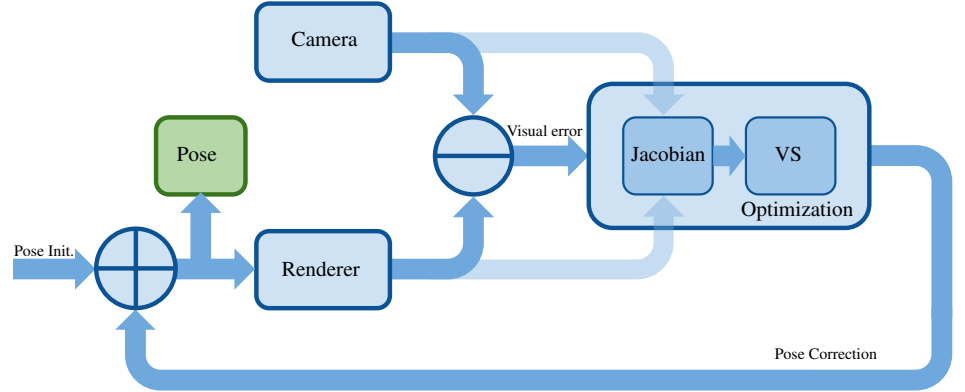 Camera
Visual error
Pose
Jacobian
VS
Optimization
Pose Init.
Renderer
Pose Correction